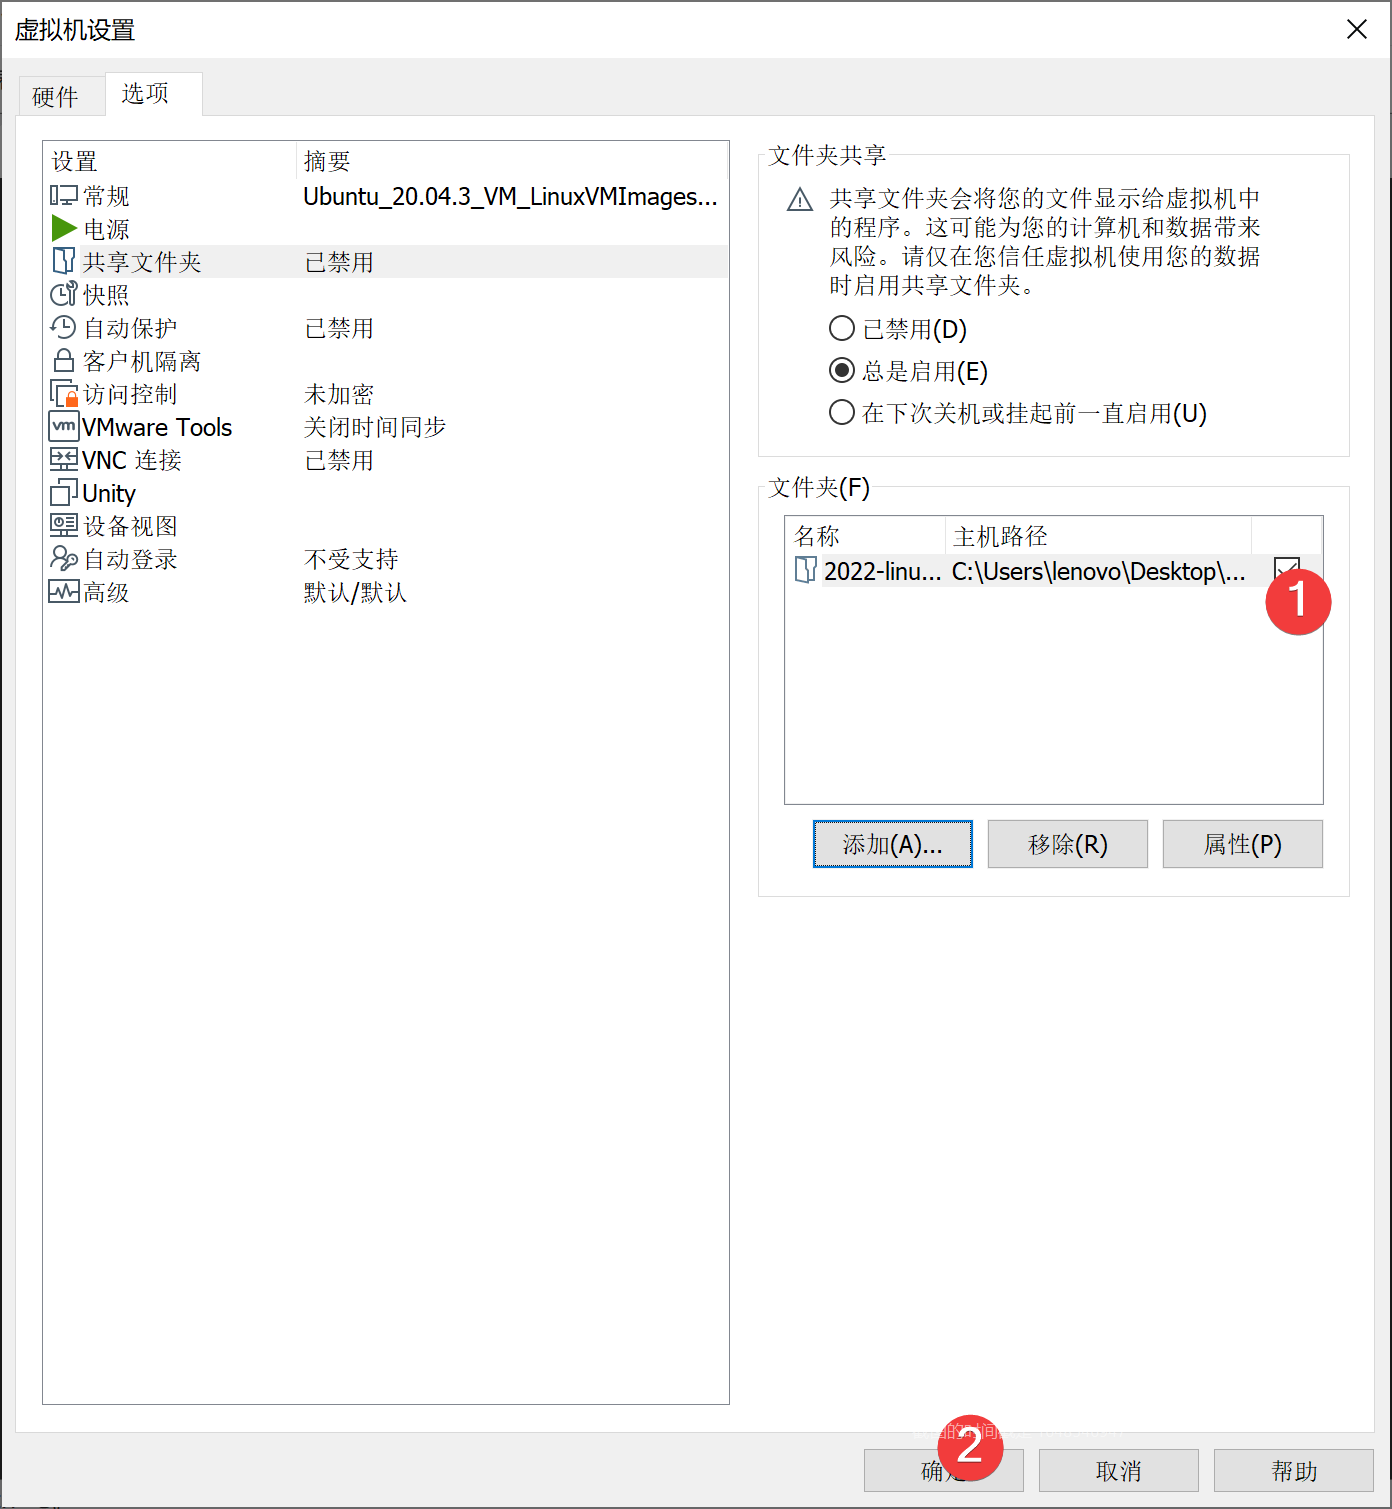 虚拟机设置
硬件
选项
设置 摘要
常规 Ubuntu_20.04.3_VM_LinuxVMImages...
电源
共享文件夹 已禁用
快照
自动保护 已禁用
客户机隔离
访问控制 未加密
vm VMware Tools 关闭时间同步
VNC 连接 已禁用
Unity
设备视图
自动登录 不受支持
高级 默认/默认
文件夹共享
共享文件夹会将您的文件显示给虚拟机中
的程序。这可能为您的计算机和数据带来
风险。请仅在您信任虚拟机使用您的数据
时启用共享文件夹。
已禁用(D)
总是启用(E)
在下次关机或挂起前一直启用(U)
文件夹(F)
名称 主机路径
2022-linu... C:\Users\lenovo\Desktop\...
1
添加(A)... 移除(R) 属性(P)
2
确定 取消 帮助